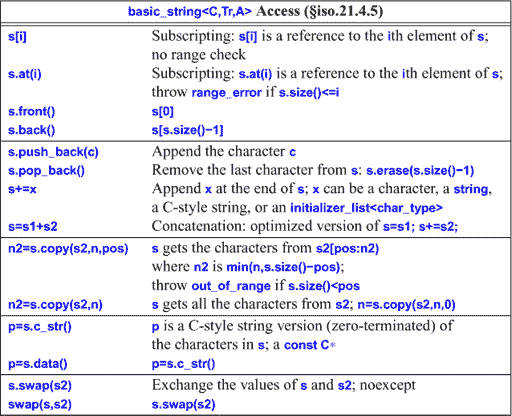 basic_string<C,Tr,A> Access (§iso.21.4.5)
s[i] Subscripting: s[i] is a reference to the ith element of s;
no range check
s.at(i) Subscripting: s.at(i) is a reference to the ith element of s;
throw range_error if s.size()<=i
s.front() s[0]
s.back() s[s.size()−1]
s.push_back(c) Append the character c
s.pop_back() Remove the last character from s: s.erase(s.size()−1)
s+=x Append x at the end of s; x can be a character, a string,
a C-style string, or an initializer_list<char_type>
s=s1+s2 Concatenation: optimized version of s=s1; s+=s2;
n2=s.copy(s2,n,pos) s gets the characters from s2[pos:n2)
where n2 is min(n,s.size()−pos);
throw out_of_range if s.size()<pos
n2=s.copy(s2,n) s gets all the characters from s2; n=s.copy(s2,n,0)
p=s.c_str() p is a C-style string version (zero-terminated) of
the characters in s; a const C∗
p=s.data() p=s.c_str()
s.swap(s2) Exchange the values of s and s2; noexcept
swap(s,s2) s.swap(s2)